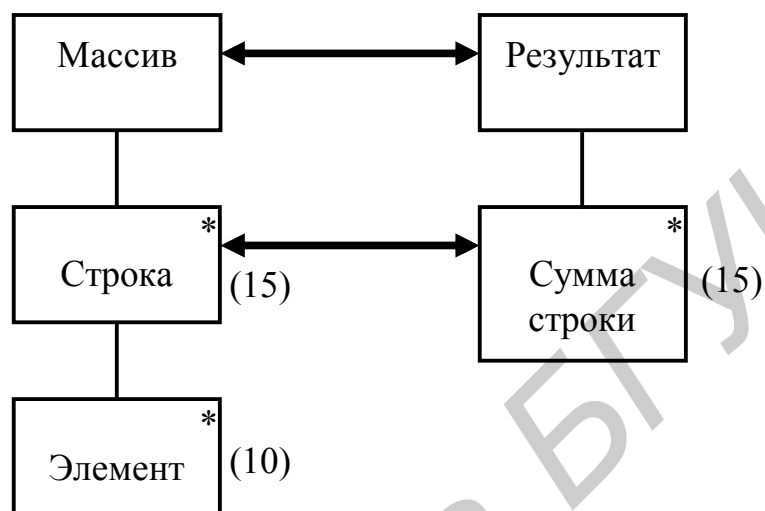 Массив
Результат
*
Строка
(15)
*
Сумма
строки
(15)
*
Элемент
(10)